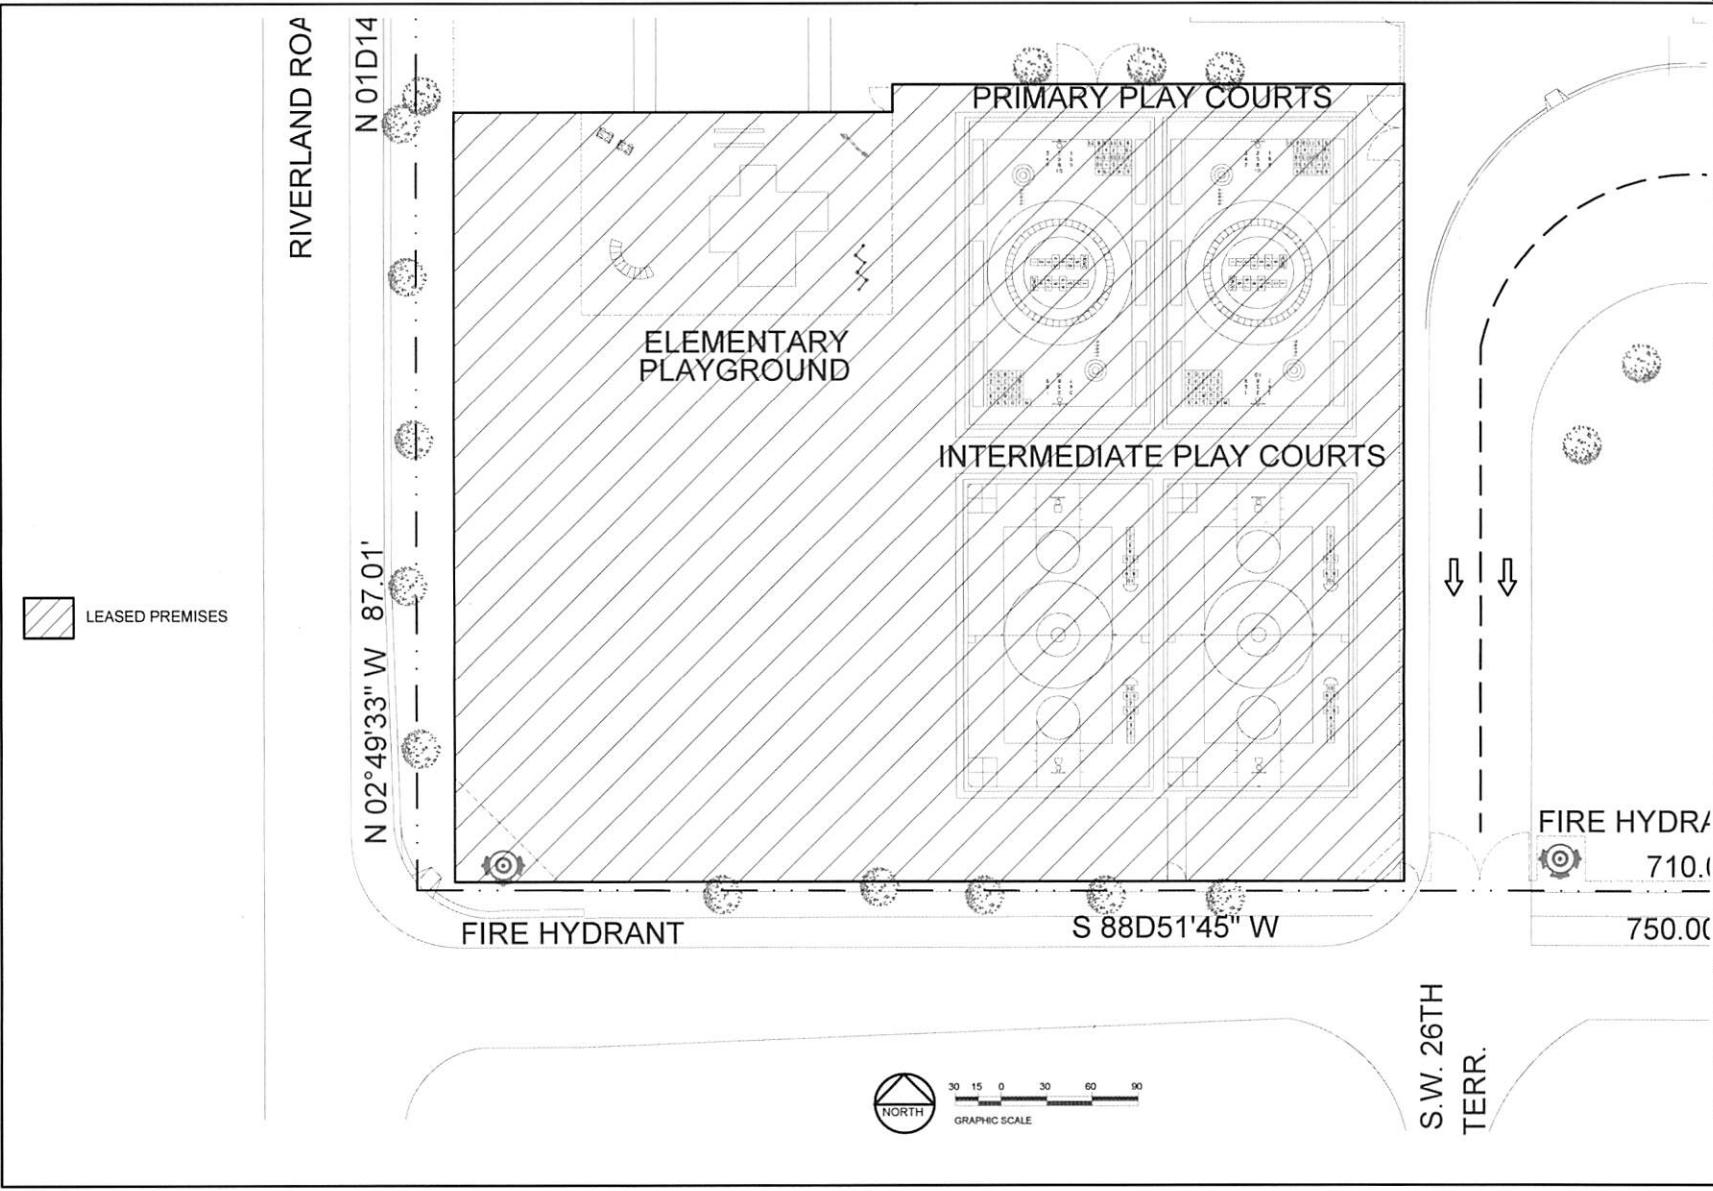 RIVERLAND ROA
N 01D14
PRIMARY PLAY COURTS
ELEMENTARY
PLAYGROUND
INTERMEDIATE PLAY COURTS
N 02°49'33" W 87.01'
LEASED PREMISES
FIRE HYDRA
710.0
FIRE HYDRANT
S 88D51'45" W
750.00
S.W. 26TH
TERR.
NORTH
30 15 0 30 60 90
GRAPHIC SCALE